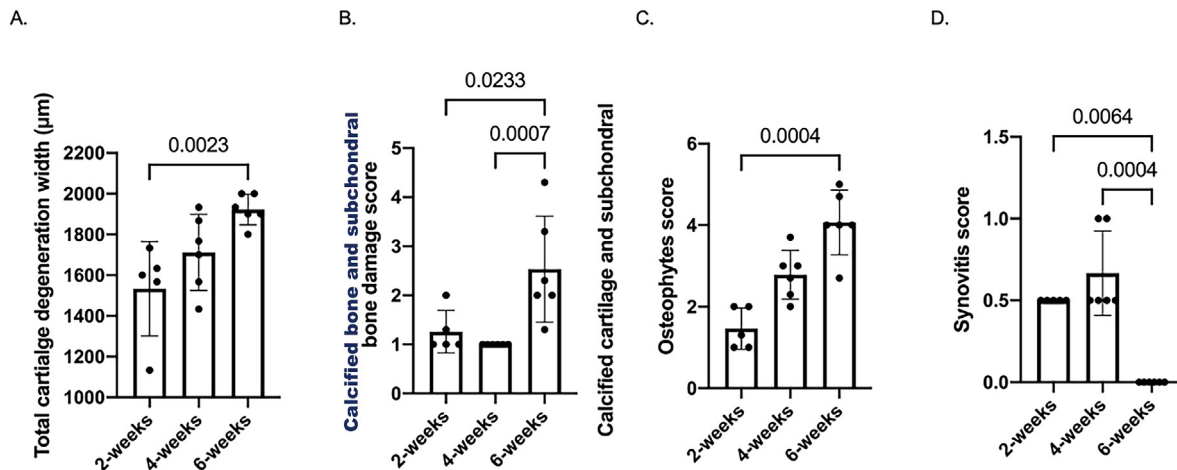 A.
B.
C.
D.
Total cartialge degeneration width (μm)
2200
2000
1800
1600
1400
1200
1000
0.0023
2-weeks
4-weeks
6-weeks
Calcified bone and subchondral
bone damage score
5
4
3
2
1
0
0.0233
0.0007
2-weeks
4-weeks
6-weeks
Calcified cartilage and subchondral
Osteophytes score
6
4
2
0
0.0004
2-weeks
4-weeks
6-weeks
Synovitis score
1.5
1.0
0.5
0.0
0.0064
0.0004
2-weeks
4-weeks
6-weeks